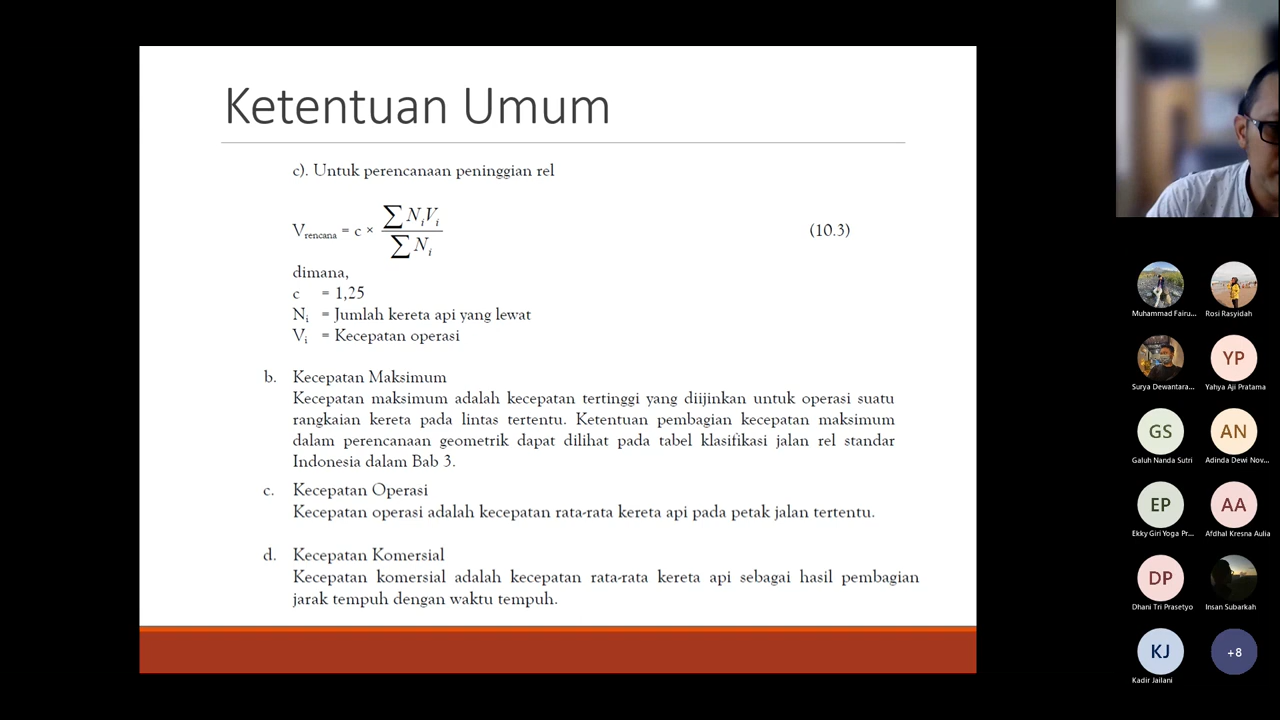 Ketentuan Umum
c). Untuk perencanaan peninggian rel
V_rencana = c × ∑ N_i V_i / ∑ N_i (10.3)
dimana,
c = 1,25
N_i = Jumlah kereta api yang lewat
V_i = Kecepatan operasi
b. Kecepatan Maksimum
Kecepatan maksimum adalah kecepatan tertinggi yang diijinkan untuk operasi suatu
rangkaian kereta pada lintas tertentu. Ketentuan pembagian kecepatan maksimum
dalam perencanaan geometrik dapat dilihat pada tabel klasifikasi jalan rel standar
Indonesia dalam Bab 3.
c. Kecepatan Operasi
Kecepatan operasi adalah kecepatan rata-rata kereta api pada petak jalan tertentu.
d. Kecepatan Komersial
Kecepatan komersial adalah kecepatan rata-rata kereta api sebagai hasil pembagian
jarak tempuh dengan waktu tempuh.
Muhammad Fairu...
Rosi Rasyidah
Surya Dewantara...
YP
Yahya Aji Pratama
GS
Galuh Nanda Sutri
AN
Adinda Dewi Nov...
EP
Ekky Giri Yoga Pr...
AA
Afdhal Kresna Aulia
DP
Dhani Tri Prasetyo
Insan Subarkah
KJ
Kadir Jailani
+8